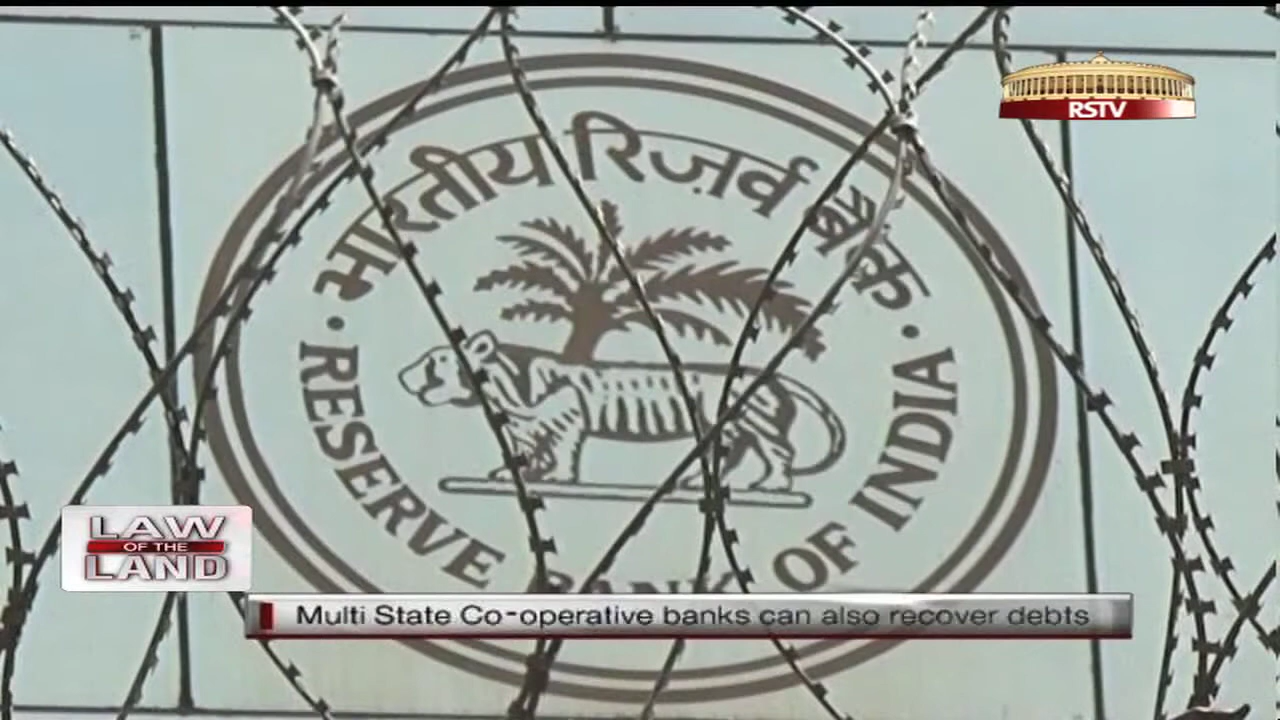 RSTV
भारतीय रिज़र्व बैंक
RESERVE BANK OF INDIA
LAW
OF THE
LAND
Multi State Co-operative banks can also recover debts